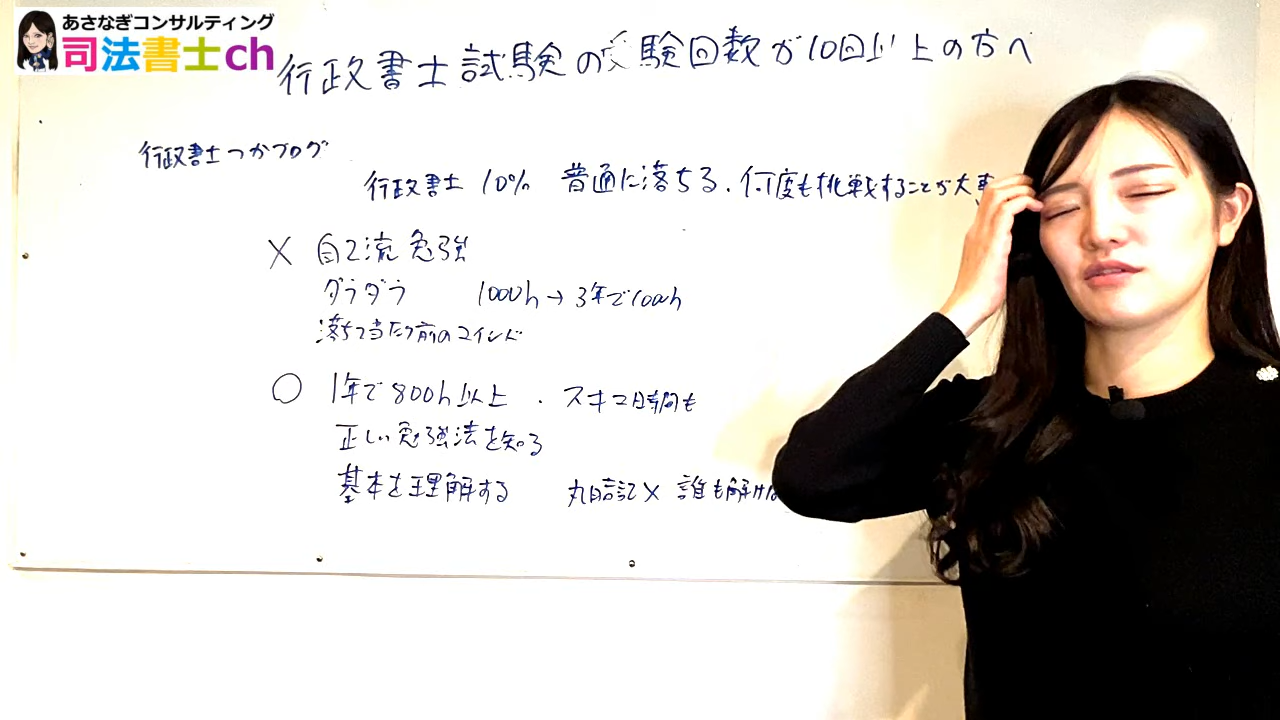 あさなぎコンサルティング
司法書士ch
行政書士試験の受験回数が10回以上の方へ
行政書士つかブログ
行政書士 10% 普通に落ちる、何度も挑戦することが大事
× 自己流勉強
ダラダラ 1000h→3年で1000h
落ちて当たり前のマインド
○ 1年で800h以上 . スキマ時間も
正しい勉強法を知る
基本を理解する 丸暗記× 誰も解けな